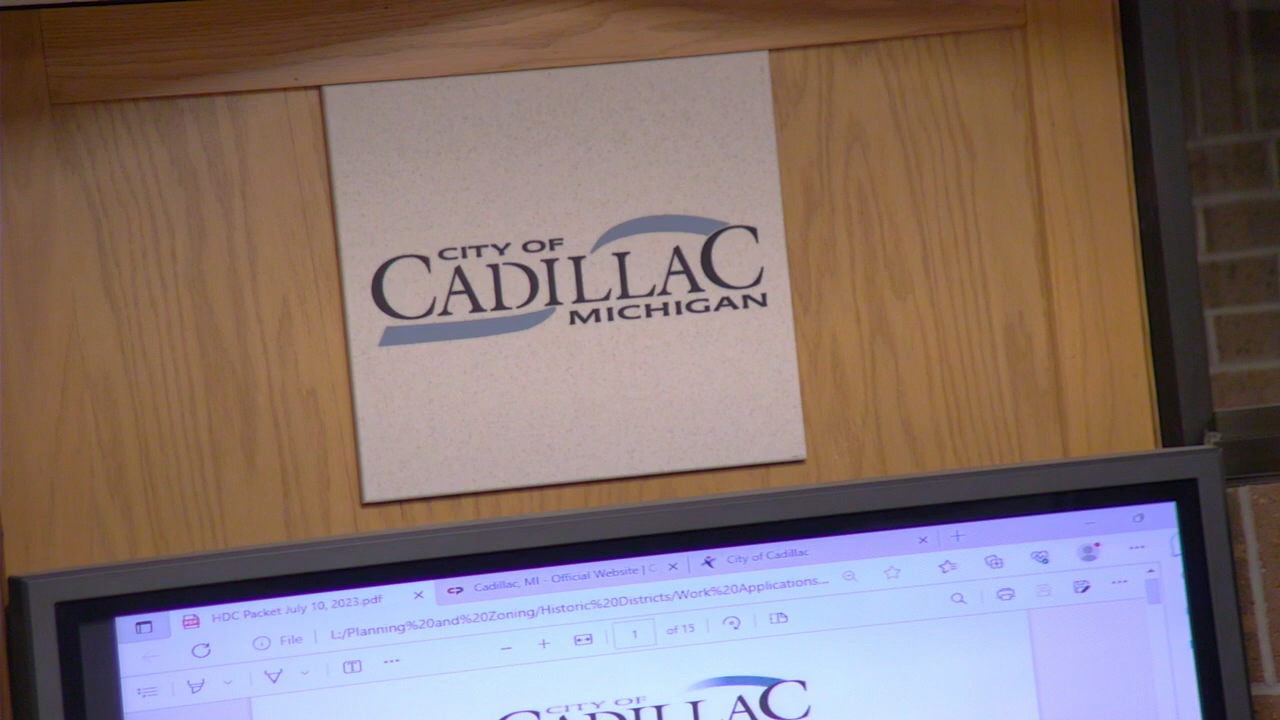 CITY OF
CADILLAC
MICHIGAN
HDC Packet July 10, 2023.pdf
Cadillac, MI - Official Website | C
City of Cadillac
File
L:/Planning%20and%20Zoning/Historic%20Districts/Work%20Applications...
1 of 15
CITY OF
CADILLAC